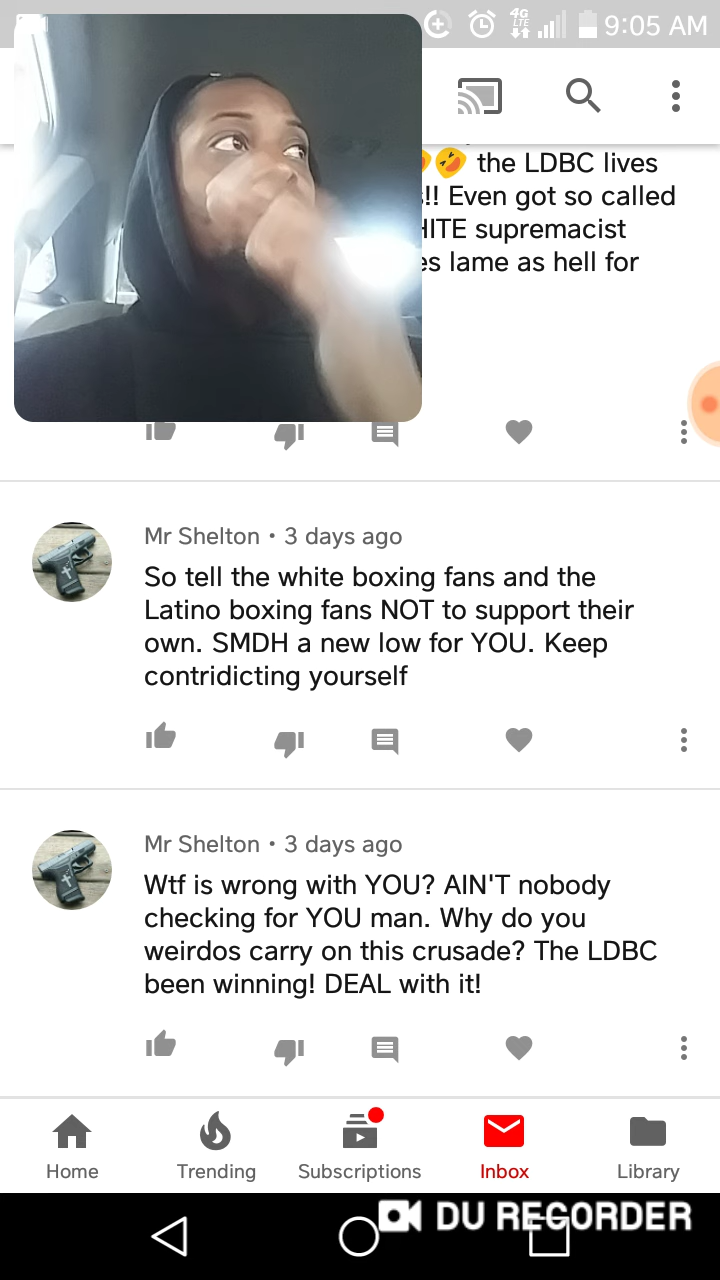 4G
LTE
9:05 AM
🤣 the LDBC lives
!! Even got so called
supremacist
lame as hell for
Mr Shelton • 3 days ago
So tell the white boxing fans and the
Latino boxing fans NOT to support their
own. SMDH a new low for YOU. Keep
contridicting yourself
Mr Shelton • 3 days ago
Wtf is wrong with YOU? AIN'T nobody
checking for YOU man. Why do you
weirdos carry on this crusade? The LDBC
been winning! DEAL with it!
Home
Trending
Subscriptions
Inbox
Library
DU RECORDER